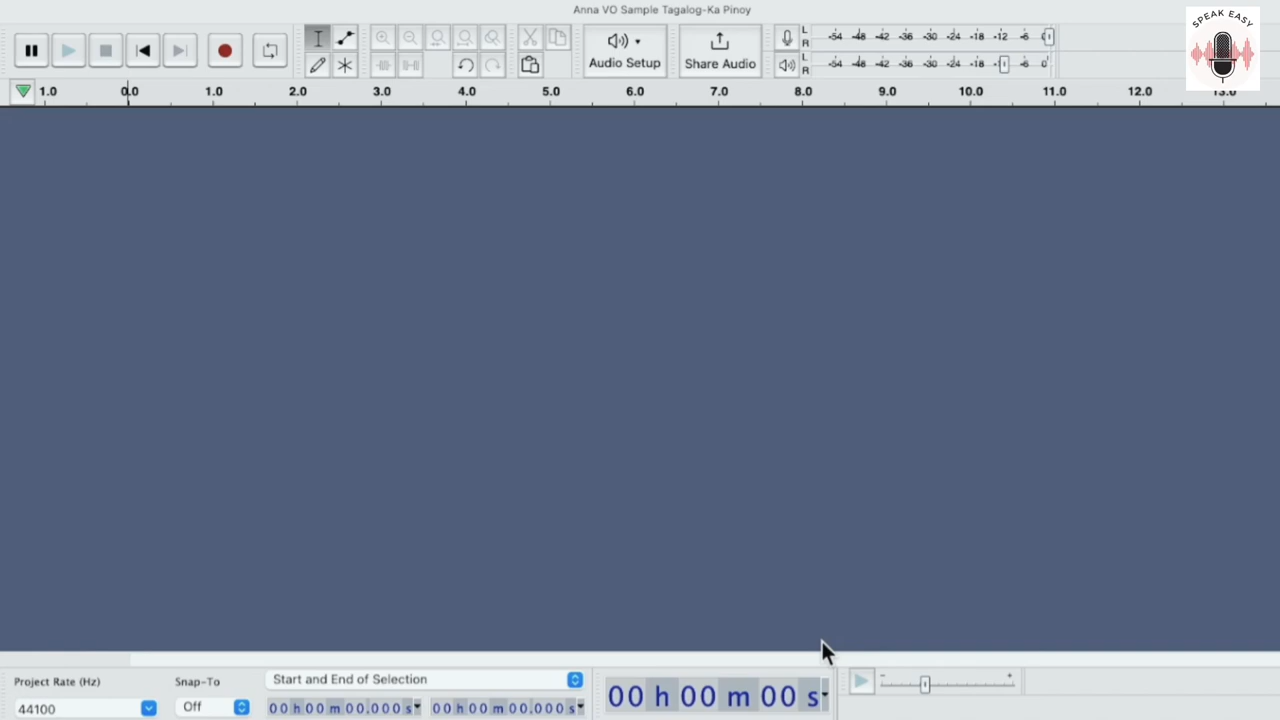 Anna VO Sample Tagalog-Ka Pinoy
SPEAK EASY
Audio Setup
Share Audio
L
R
-54 -48 -42 -36 -30 -24 -18 -12 -6
L
R
-54 -48 -42 -36 -30 -24 -18 -6 0
1.0 0.0 1.0 2.0 3.0 4.0 5.0 6.0 7.0 8.0 9.0 10.0 11.0 12.0 13.0
Project Rate (Hz)
Snap-To
Start and End of Selection
44100
Off
00 h 00 m 00.000 s
00 h 00 m 00.000 s
00 h 00 m 00 s